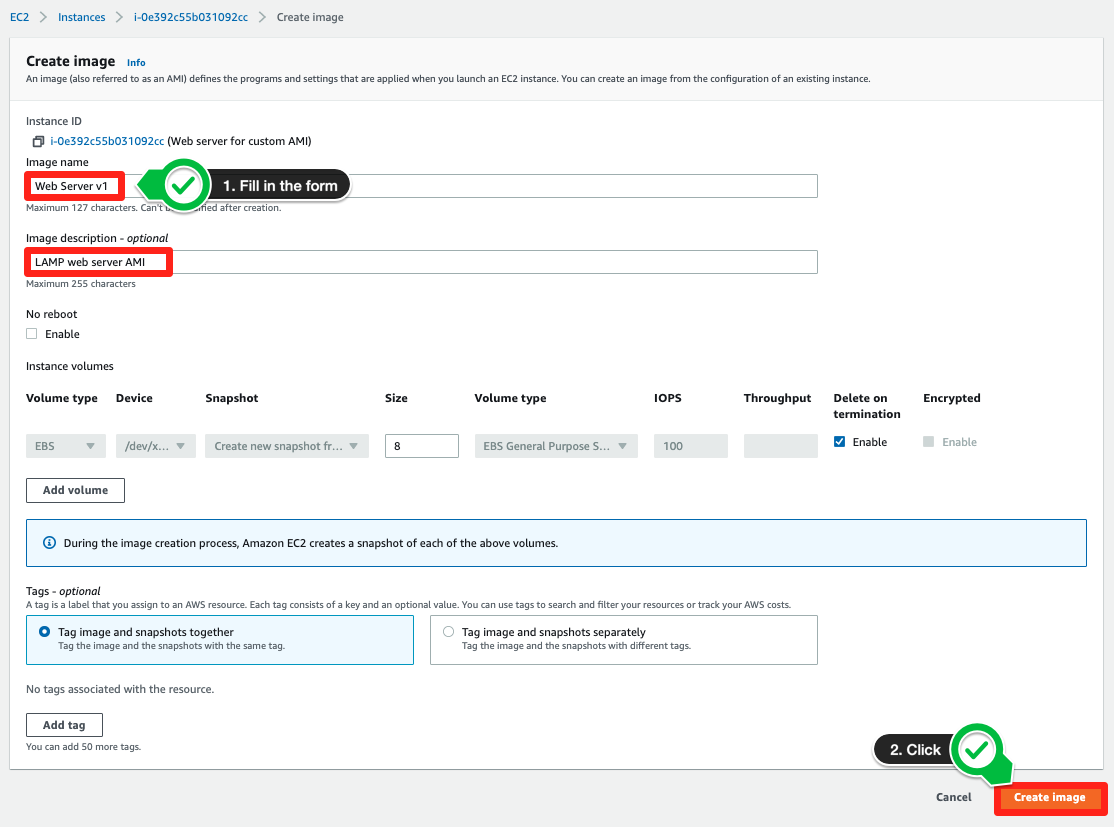 EC2 > Instances > i-0e392c55b031092cc > Create image
Create image Info
An image (also referred to as an AMI) defines the programs and settings that are applied when you launch an EC2 instance. You can create an image from the configuration of an existing instance.
Instance ID
i-0e392c55b031092cc (Web server for custom AMI)
Image name
Web Server v1
1. Fill in the form
Maximum 127 characters. Can't be modified after creation.
Image description - optional
LAMP web server AMI
Maximum 255 characters
No reboot
Enable
Instance volumes
Volume type Device Snapshot Size Volume type IOPS Throughput Delete on termination Encrypted
EBS /dev/x... Create new snapshot fr... 8 EBS General Purpose S... 100 Enable Enable
Add volume
During the image creation process, Amazon EC2 creates a snapshot of each of the above volumes.
Tags - optional
A tag is a label that you assign to an AWS resource. Each tag consists of a key and an optional value. You can use tags to search and filter your resources or track your AWS costs.
Tag image and snapshots together
Tag the image and the snapshots with the same tag.
Tag image and snapshots separately
Tag the image and the snapshots with different tags.
No tags associated with the resource.
Add tag
You can add 50 more tags.
2. Click
Cancel Create image